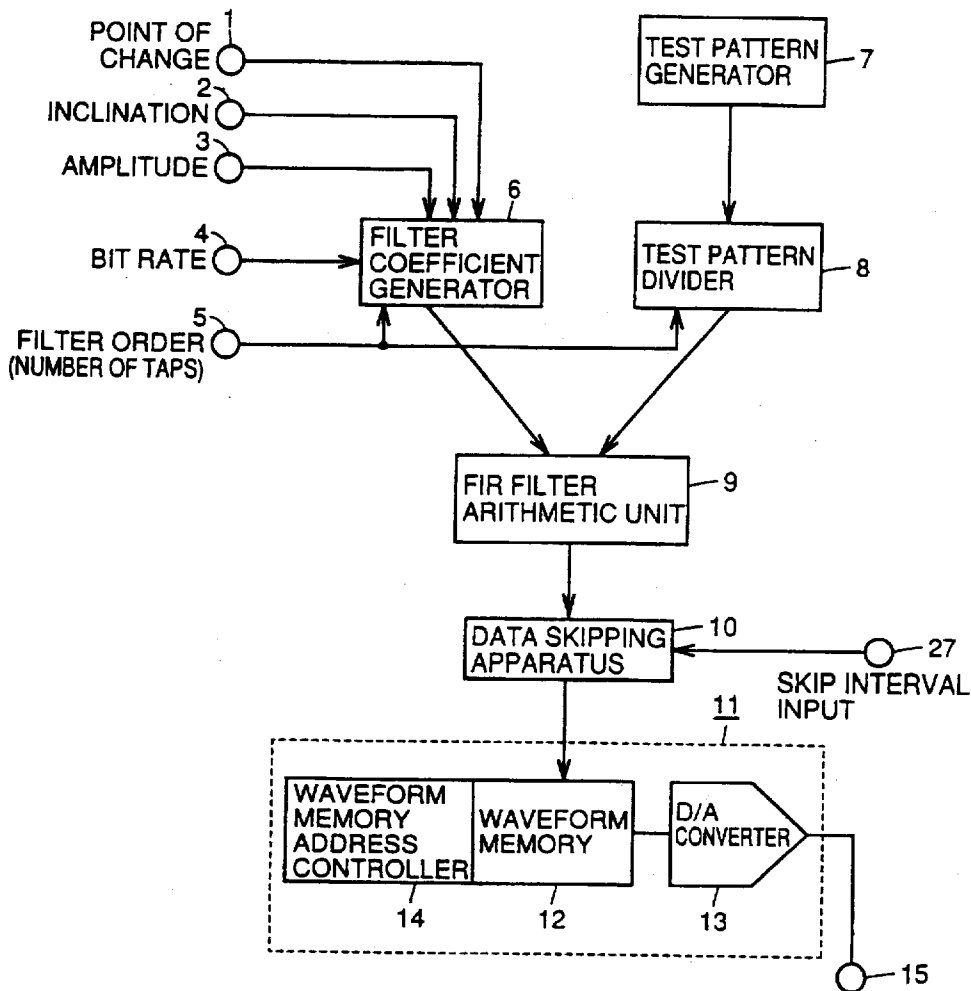 1
POINT OF
CHANGE
2
INCLINATION
3
AMPLITUDE
4
BIT RATE
5
FILTER ORDER
(NUMBER OF TAPS)
6
FILTER
COEFFICIENT
GENERATOR
TEST PATTERN
GENERATOR
7
TEST PATTERN
DIVIDER
8
FIR FILTER
ARITHMETIC UNIT
9
DATA SKIPPING
APPARATUS
10
27
SKIP INTERVAL
INPUT
11
WAVEFORM
MEMORY
ADDRESS
CONTROLLER
14
WAVEFORM
MEMORY
12
D/A
CONVERTER
13
15